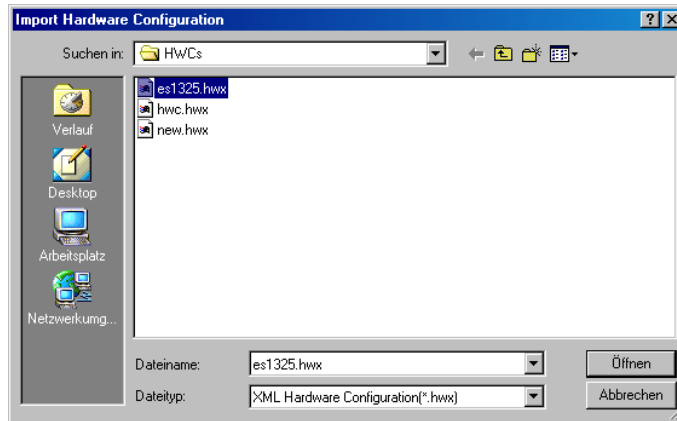 Import Hardware Configuration
Suchen in: HWCs
es1325.hwx
hwc.hwx
new.hwx
Verlauf
Desktop
Arbeitsplatz
Netzwerkumg...
Dateiname: es1325.hwx Öffnen
Dateityp: XML Hardware Configuration(*.hwx) Abbrechen